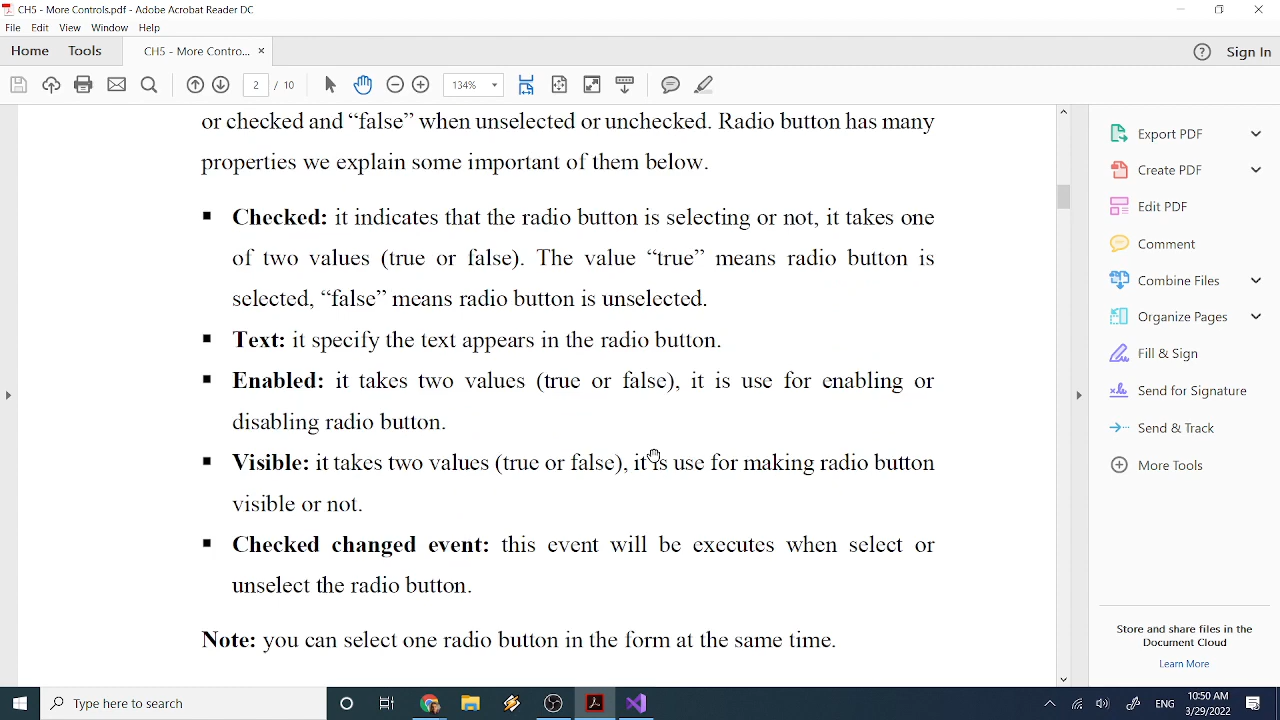 CH5 - More Controls.pdf - Adobe Acrobat Reader DC
File Edit View Window Help
Home Tools CH5 - More Contro... × Sign In
2 / 10 134%
or checked and “false” when unselected or unchecked. Radio button has many
properties we explain some important of them below.
▪ Checked: it indicates that the radio button is selecting or not, it takes one
of two values (true or false). The value “true” means radio button is
selected, “false” means radio button is unselected.
▪ Text: it specify the text appears in the radio button.
▪ Enabled: it takes two values (true or false), it is use for enabling or
disabling radio button.
▪ Visible: it takes two values (true or false), it is use for making radio button
visible or not.
▪ Checked changed event: this event will be executes when select or
unselect the radio button.
Note: you can select one radio button in the form at the same time.
Export PDF
Create PDF
Edit PDF
Comment
Combine Files
Organize Pages
Fill & Sign
Send for Signature
Send & Track
More Tools
Store and share files in the
Document Cloud
Learn More
Type here to search
ENG
10:50 AM
3/29/2022